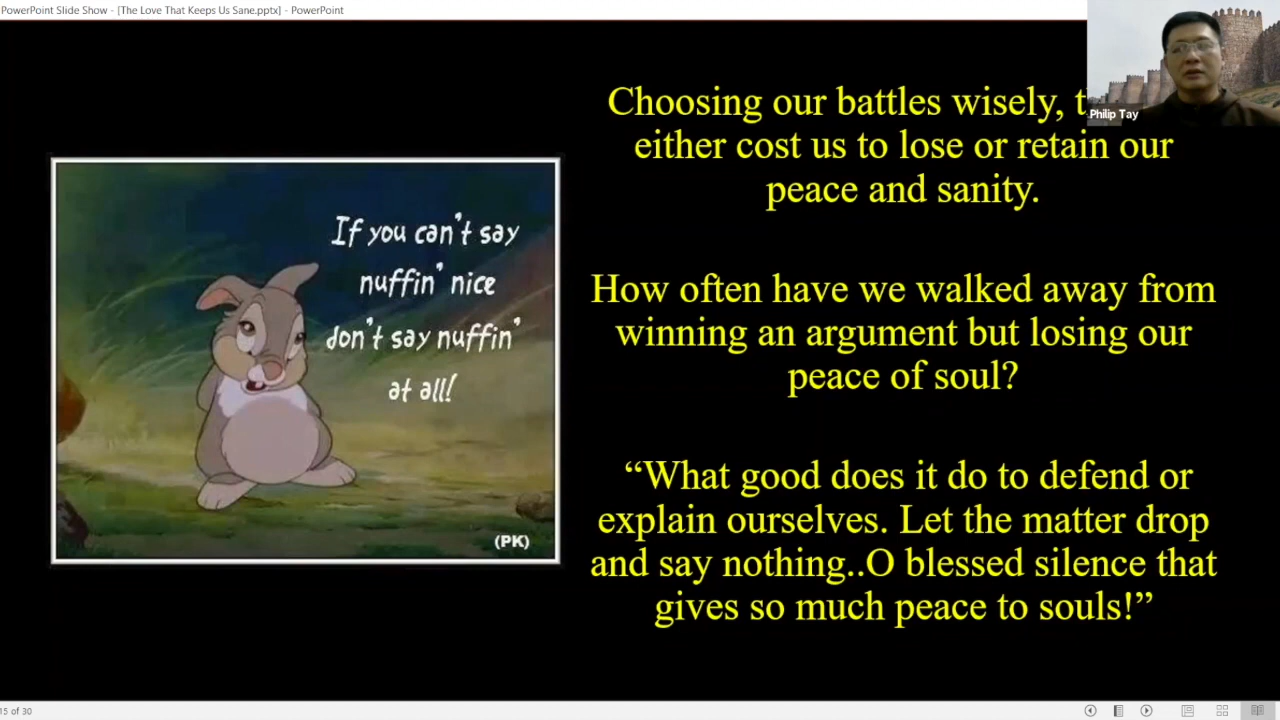 PowerPoint Slide Show - [The Love That Keeps Us Sane.pptx] - PowerPoint
Philip Tay
If you can't say
nuffin' nice
don't say nuffin'
at all!
(PK)
Choosing our battles wisely,
either cost us to lose or retain our
peace and sanity.
How often have we walked away from
winning an argument but losing our
peace of soul?
“What good does it do to defend or
explain ourselves. Let the matter drop
and say nothing..O blessed silence that
gives so much peace to souls!”
15 of 30